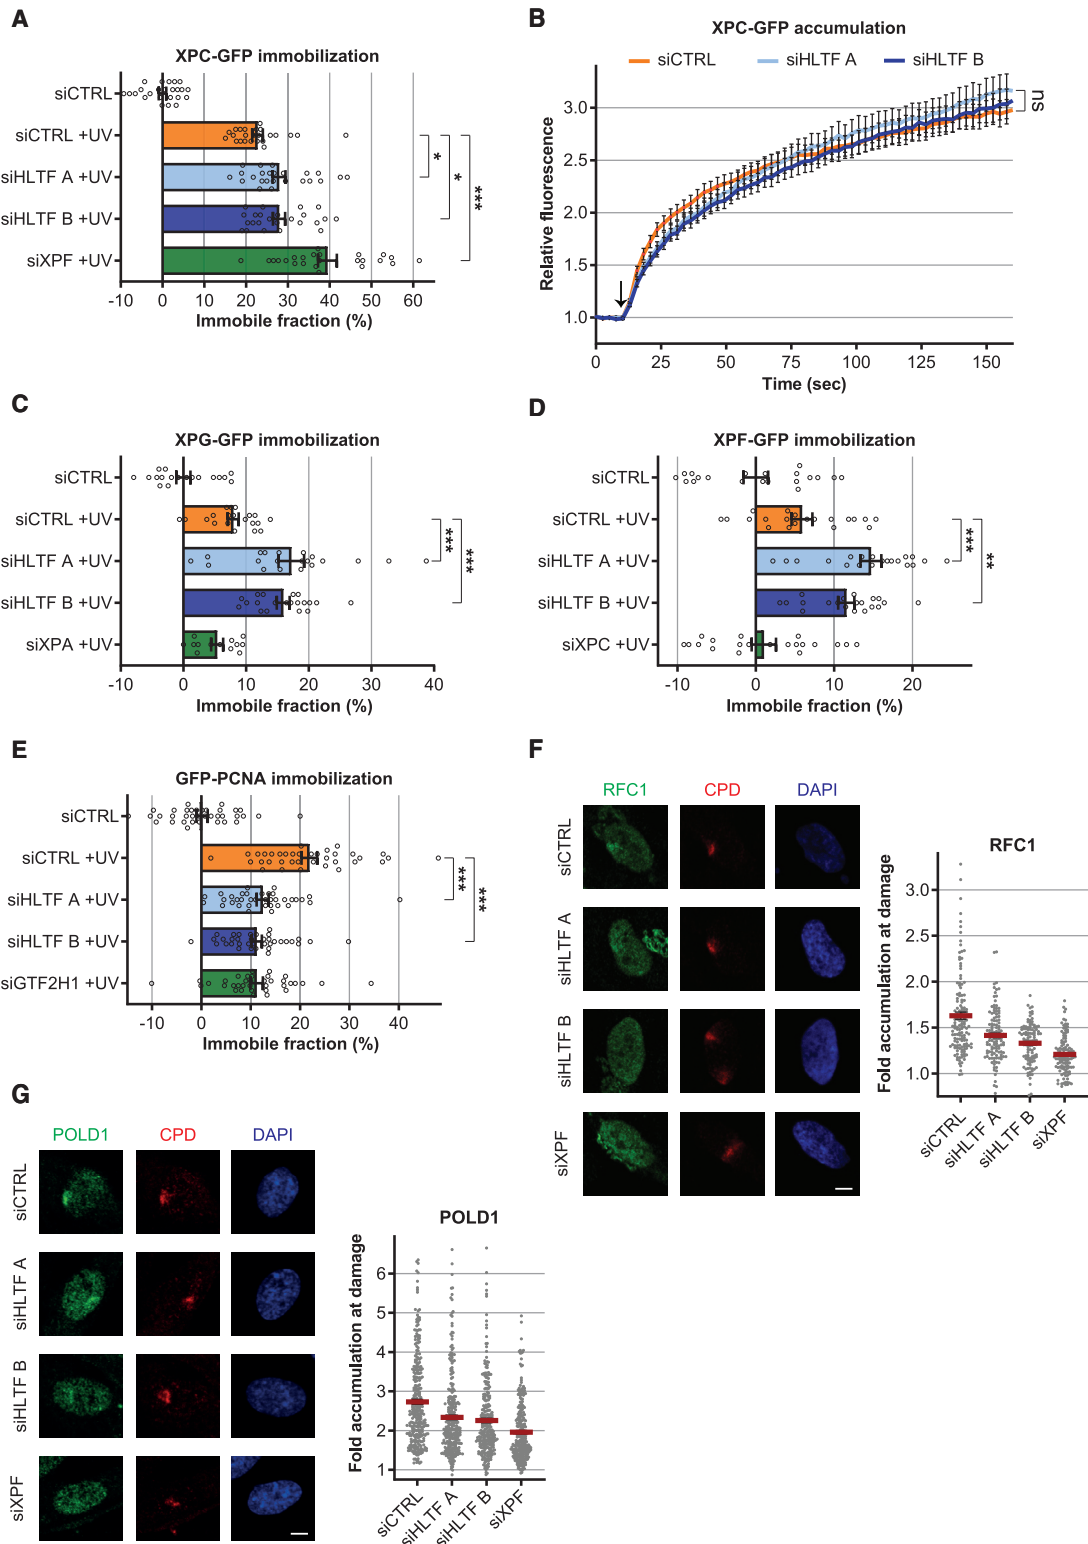 A
XPC-GFP immobilization
siCTRL
siCTRL +UV
siHLTF A +UV
siHLTF B +UV
siXPF +UV
*
*
***
-10 0 10 20 30 40 50 60
Immobile fraction (%)
B
XPC-GFP accumulation
siCTRL siHLTF A siHLTF B
Relative fluorescence
3.0
2.5
2.0
1.5
1.0
ns
0 25 50 75 100 125 150
Time (sec)
C
XPG-GFP immobilization
siCTRL
siCTRL +UV
siHLTF A +UV
siHLTF B +UV
siXPA +UV
***
***
-10 0 10 20 30 40
Immobile fraction (%)
D
XPF-GFP immobilization
siCTRL
siCTRL +UV
siHLTF A +UV
siHLTF B +UV
siXPC +UV
***
**
-10 0 10 20
Immobile fraction (%)
E
GFP-PCNA immobilization
siCTRL
siCTRL +UV
siHLTF A +UV
siHLTF B +UV
siGTF2H1 +UV
***
***
-10 0 10 20 30 40
Immobile fraction (%)
F
RFC1 CPD DAPI
siCTRL
siHLTF A
siHLTF B
siXPF
RFC1
Fold accumulation at damage
3.0
2.5
2.0
1.5
1.0
siCTRL siHLTF A siHLTF B siXPF
G
POLD1 CPD DAPI
siCTRL
siHLTF A
siHLTF B
siXPF
POLD1
Fold accumulation at damage
6
5
4
3
2
1
siCTRL siHLTF A siHLTF B siXPF